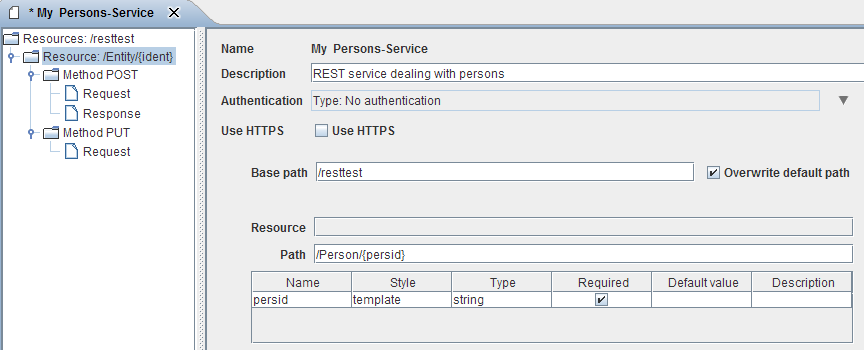 * My Persons-Service X
Resources: /resttest
Resource: /Entity/{ident}
Method POST
Request
Response
Method PUT
Request
Name My Persons-Service
Description REST service dealing with persons
Authentication Type: No authentication
Use HTTPS Use HTTPS
Base path /resttest Overwrite default path
Resource
Path /Person/{persid}
Name Style Type Required Default value Description
persid template string